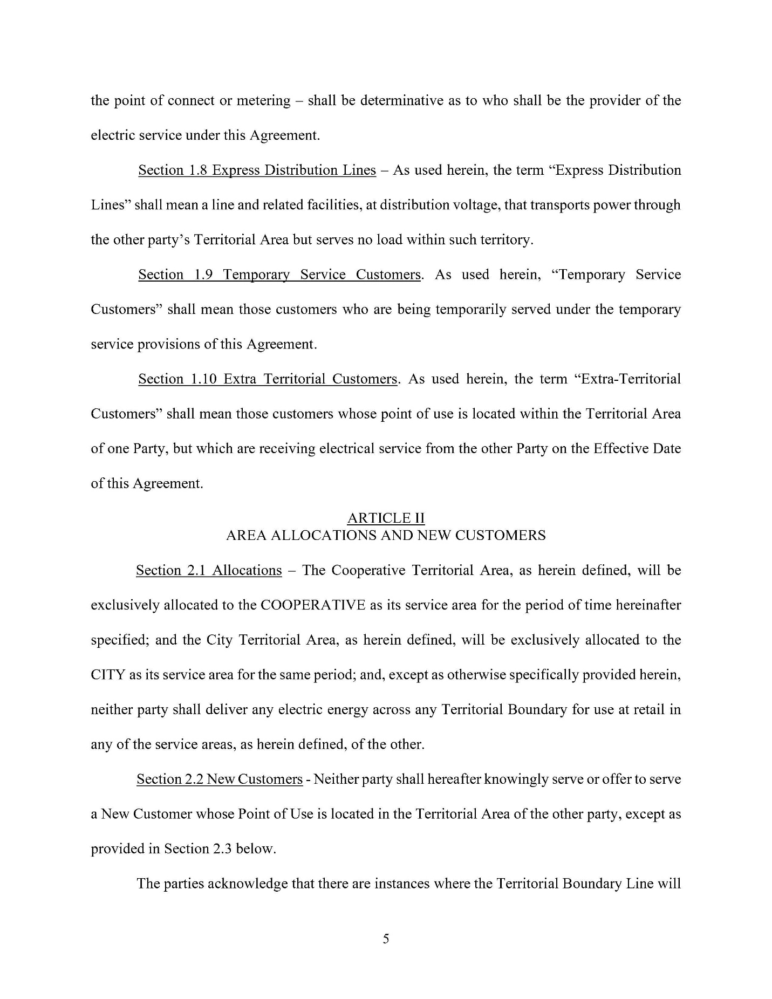 the point of connect or metering – shall be determinative as to who shall be the provider of the
electric service under this Agreement.
Section 1.8 Express Distribution Lines – As used herein, the term “Express Distribution
Lines” shall mean a line and related facilities, at distribution voltage, that transports power through
the other party’s Territorial Area but serves no load within such territory.
Section 1.9 Temporary Service Customers. As used herein, “Temporary Service
Customers” shall mean those customers who are being temporarily served under the temporary
service provisions of this Agreement.
Section 1.10 Extra Territorial Customers. As used herein, the term “Extra-Territorial
Customers” shall mean those customers whose point of use is located within the Territorial Area
of one Party, but which are receiving electrical service from the other Party on the Effective Date
of this Agreement.
ARTICLE II
AREA ALLOCATIONS AND NEW CUSTOMERS
Section 2.1 Allocations – The Cooperative Territorial Area, as herein defined, will be
exclusively allocated to the COOPERATIVE as its service area for the period of time hereinafter
specified; and the City Territorial Area, as herein defined, will be exclusively allocated to the
CITY as its service area for the same period; and, except as otherwise specifically provided herein,
neither party shall deliver any electric energy across any Territorial Boundary for use at retail in
any of the service areas, as herein defined, of the other.
Section 2.2 New Customers - Neither party shall hereafter knowingly serve or offer to serve
a New Customer whose Point of Use is located in the Territorial Area of the other party, except as
provided in Section 2.3 below.
The parties acknowledge that there are instances where the Territorial Boundary Line will
5